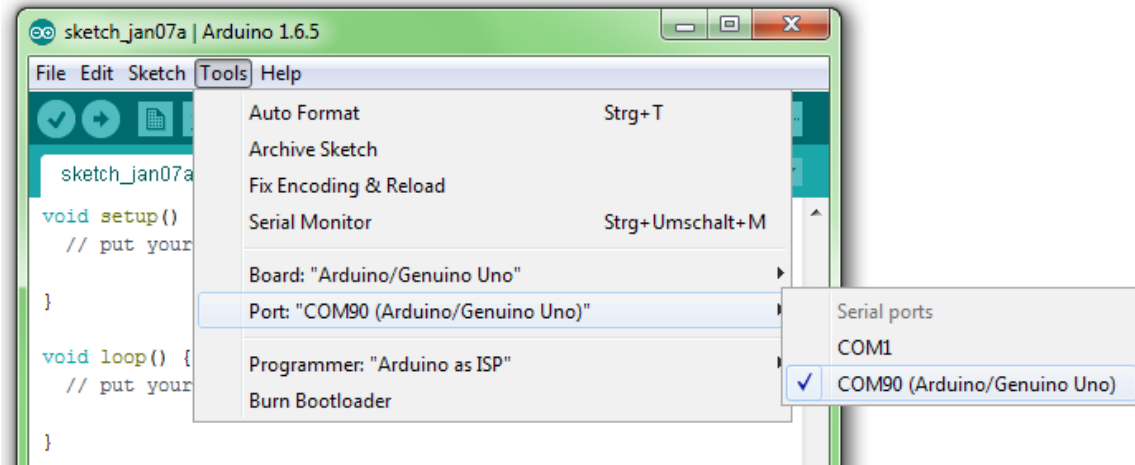 sketch_jan07a | Arduino 1.6.5
File Edit Sketch Tools Help
Auto Format Strg+T
Archive Sketch
sketch_jan07a
Fix Encoding & Reload
void setup()
Serial Monitor Strg+Umschalt+M
// put your
Board: "Arduino/Genuino Uno"
}
Port: "COM90 (Arduino/Genuino Uno)"
Serial ports
COM1
COM90 (Arduino/Genuino Uno)
void loop() {
Programmer: "Arduino as ISP"
// put your
Burn Bootloader
}